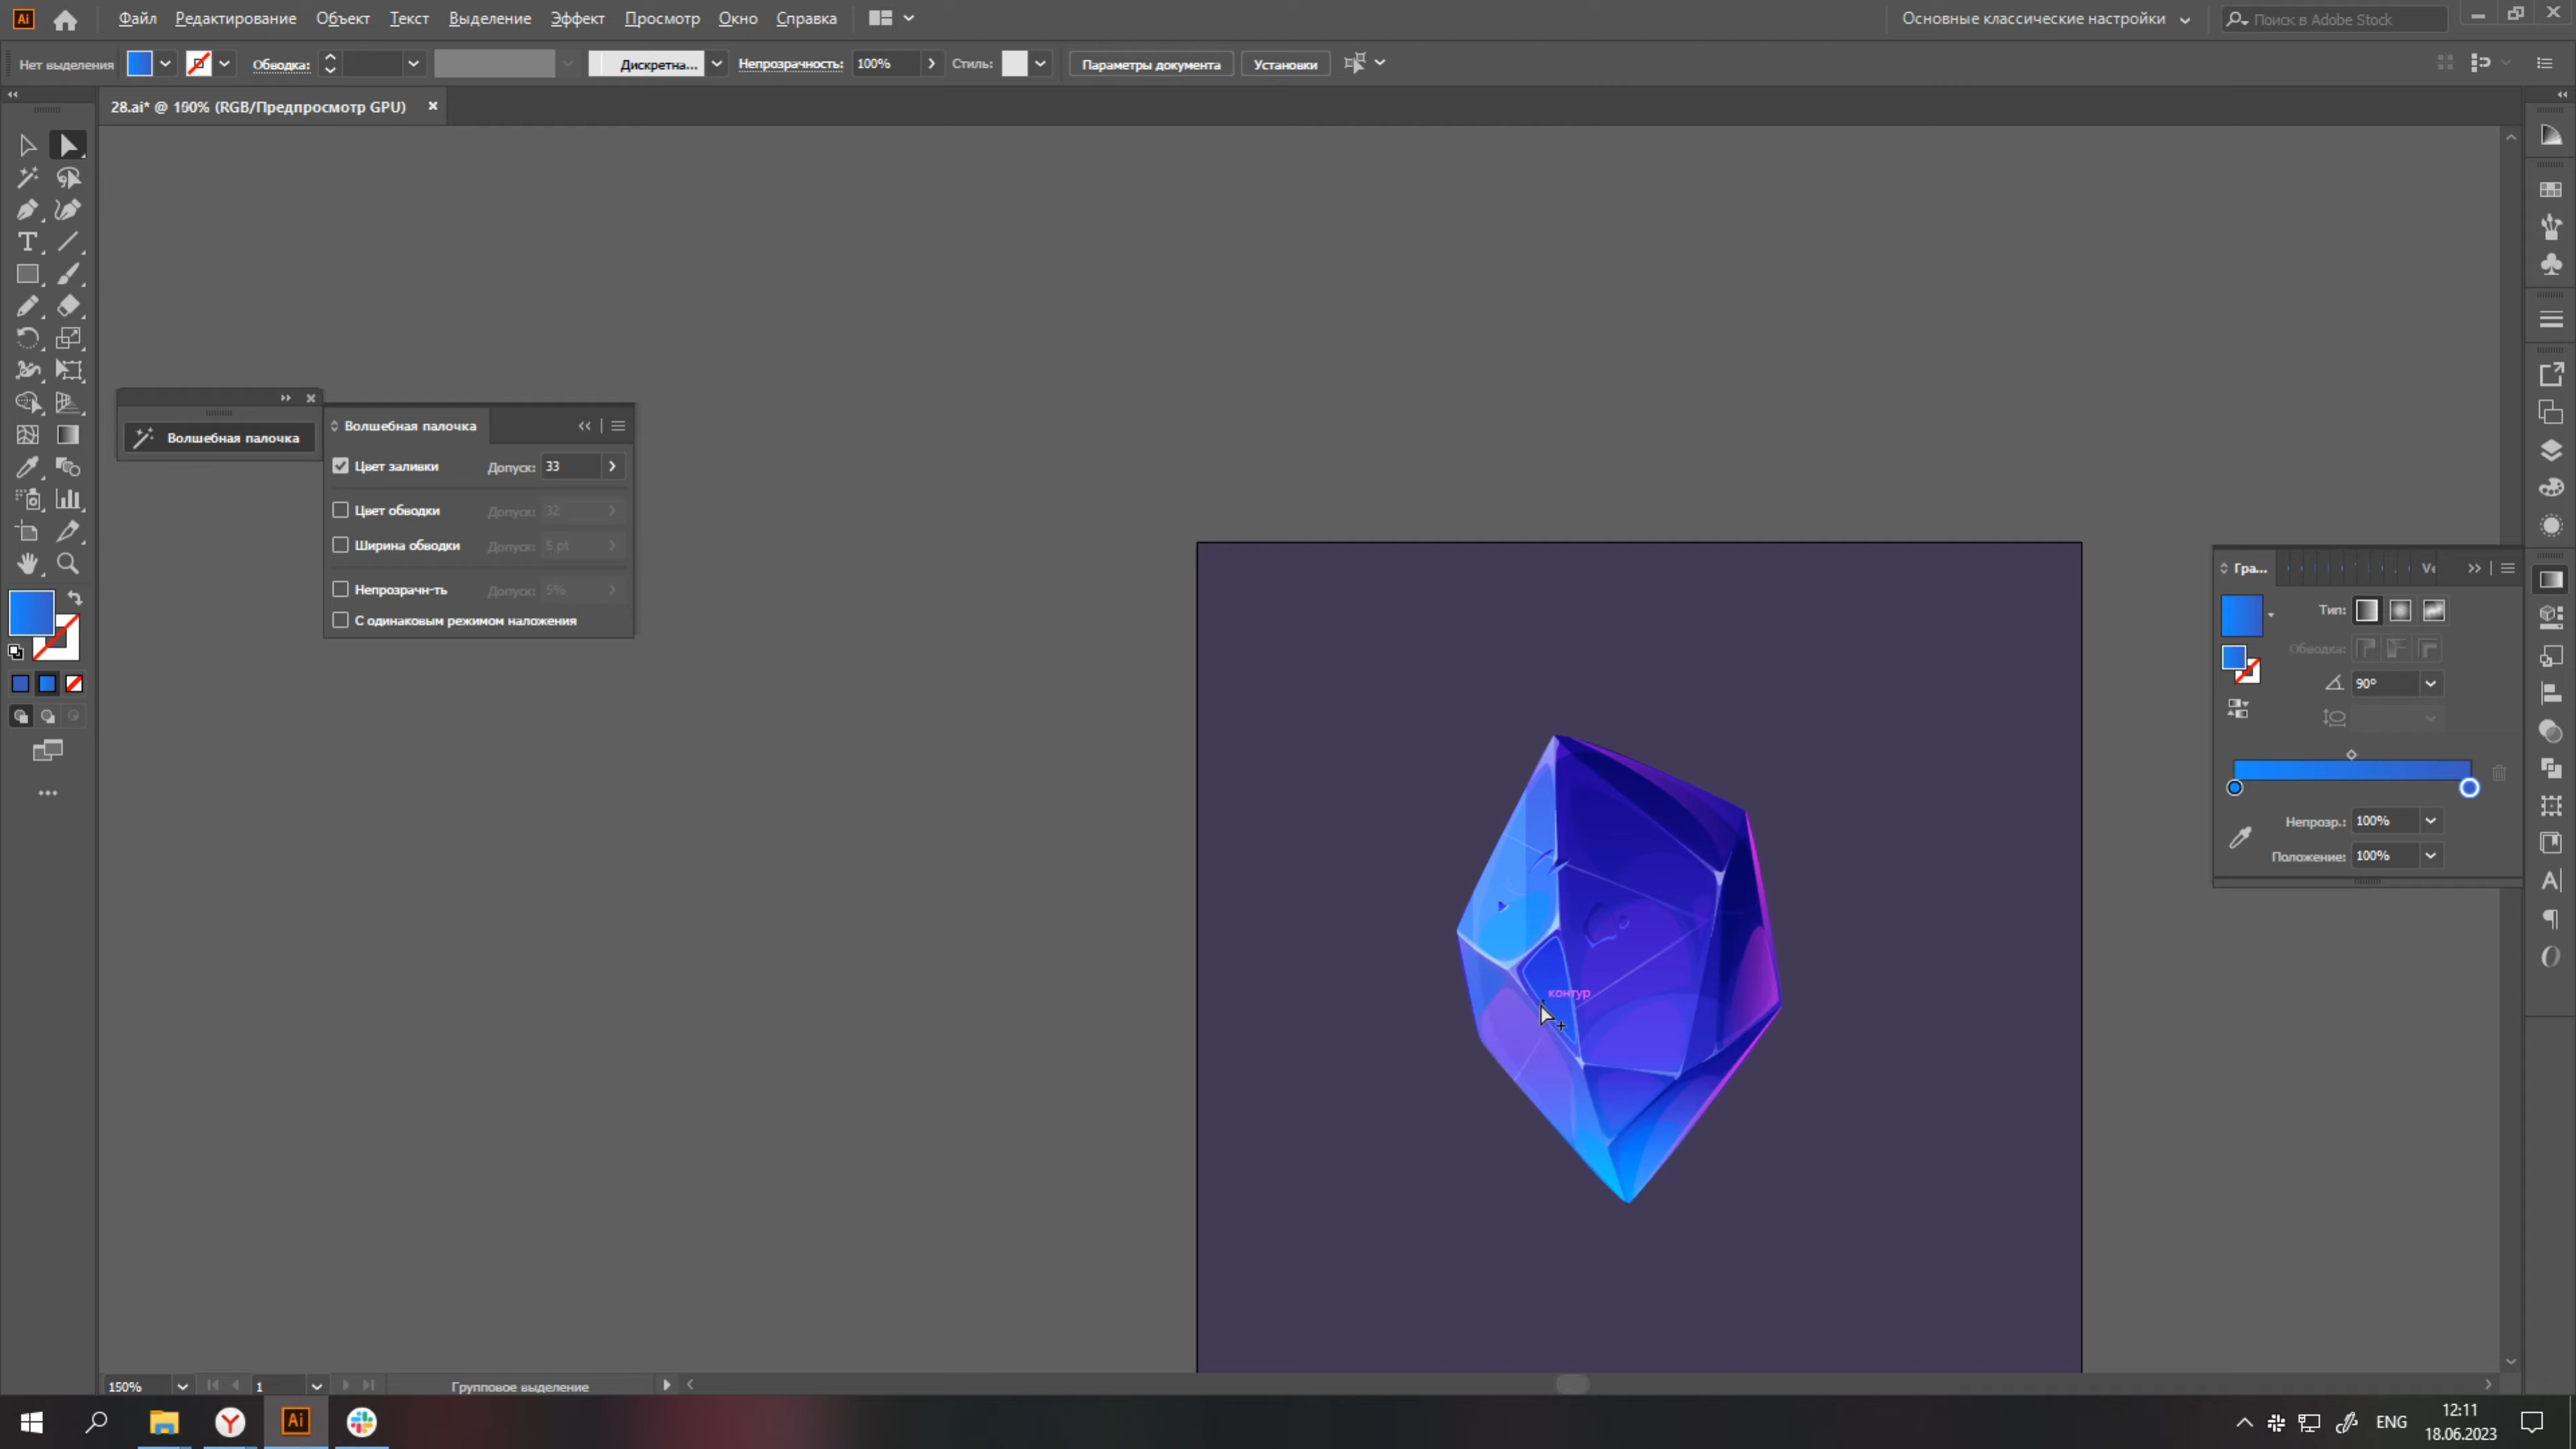 Ai Файл Редактирование Объект Текст Выделение Эффект Просмотр Окно Справка Основные классические настройки Поиск в Adobe Stock
Нет выделения Обводка: Дискретна... Непрозрачность: 100% Стиль: Параметры документа Установки
28.ai* @ 100% (RGB/Предпросмотр GPU)
Волшебная палочка
Волшебная палочка
Цвет заливки Допуск: 33
Цвет обводки Допуск: 32
Ширина обводки Допуск: 5 pt
Непрозрачн-ть Допуск: 5%
С одинаковым режимом наложения
Гра...
Тип:
Обводка:
90°
Непрозр.: 100%
Положение: 100%
контур
150% 1 Групповое выделение
Ai ENG 12:11
18.06.2023